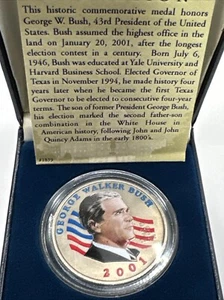 This historic commemorative medal honors
George W. Bush, 43rd President of the United
States. Bush assumed the highest office in the
land on January 20, 2001, after the longest
election contest in a century. Born July 6,
1946, Bush was educated at Yale University and
Harvard Business School. Elected Governor of
Texas in November 1994, he made history four
years later when he became the first Texas
Governor to be elected to consecutive four-year
terms. The son of former President George Bush,
his election marked the second father-son
combination in the White House in
American history, following John and John
Quincy Adams in the early 1800's.
GEORGE WALKER BUSH
2001